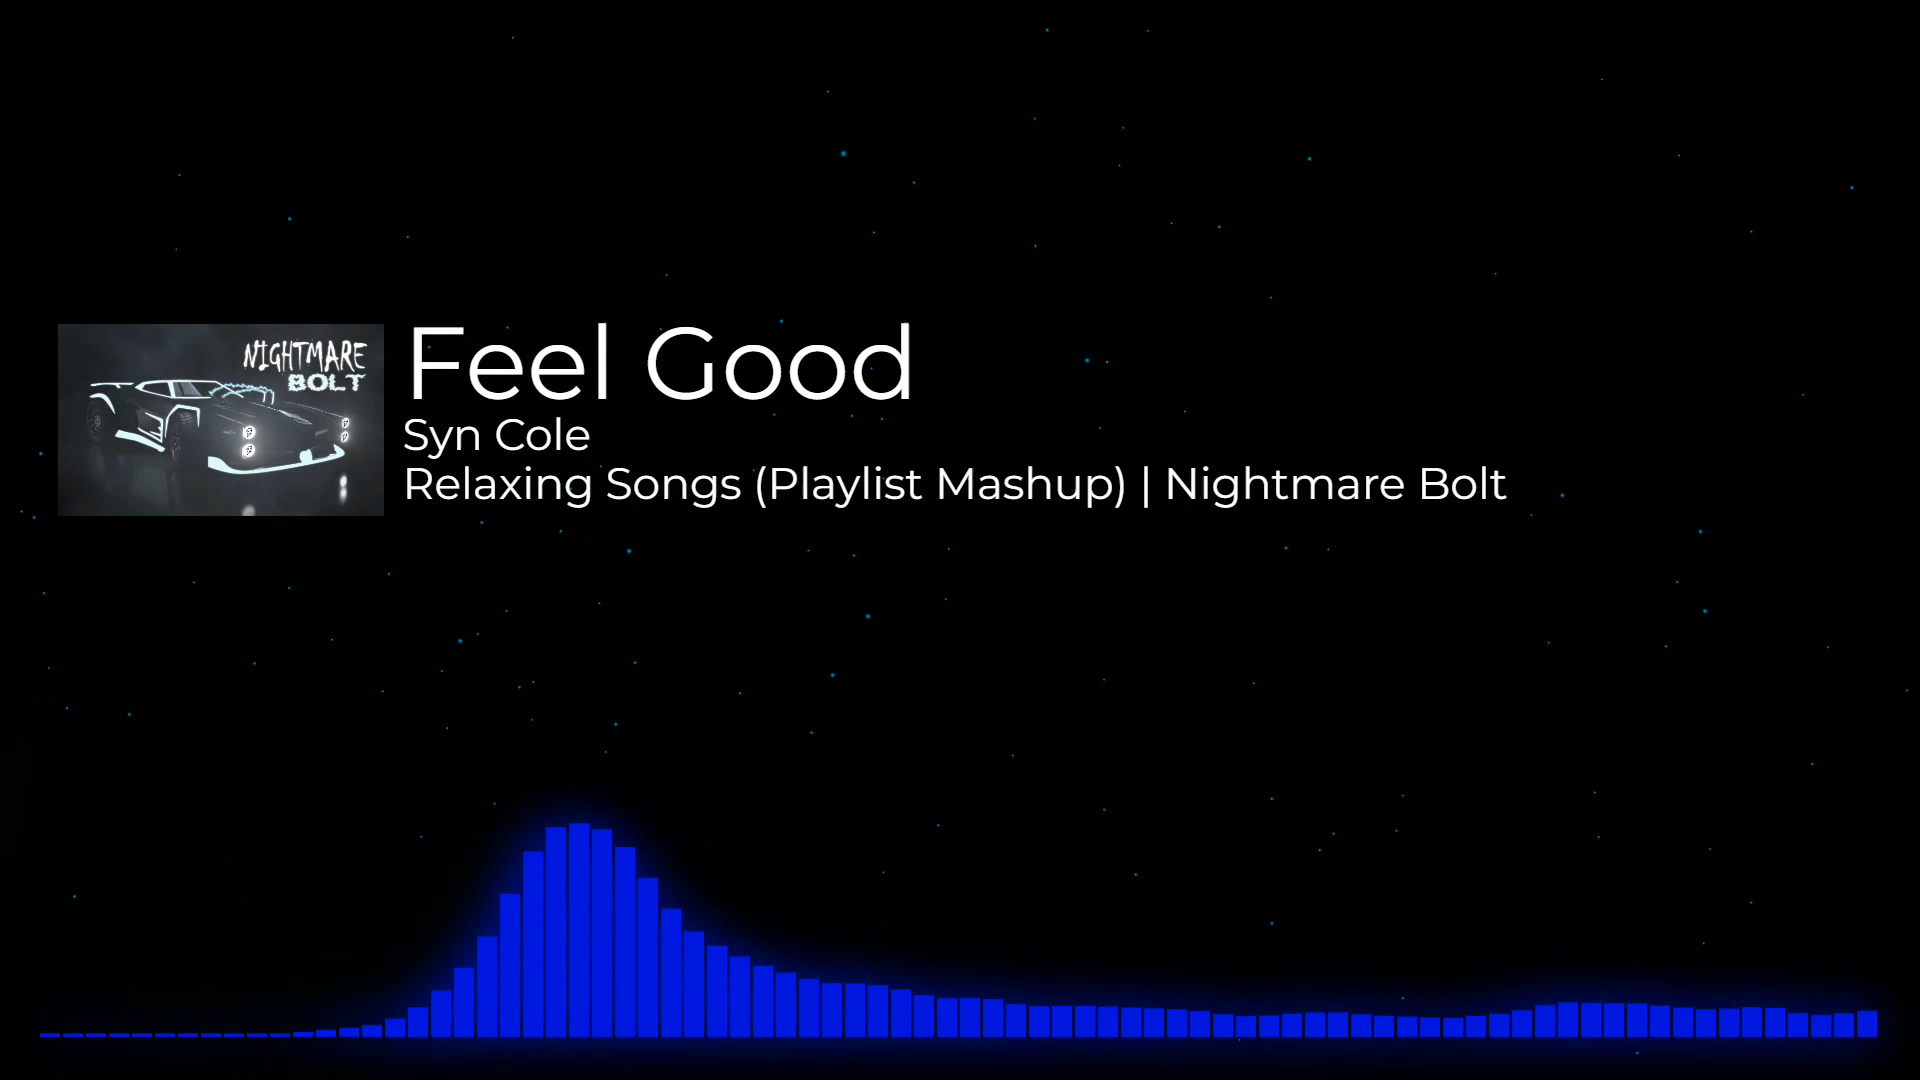 NIGHTMARE
BOLT
Feel Good
Syn Cole
Relaxing Songs (Playlist Mashup) | Nightmare Bolt